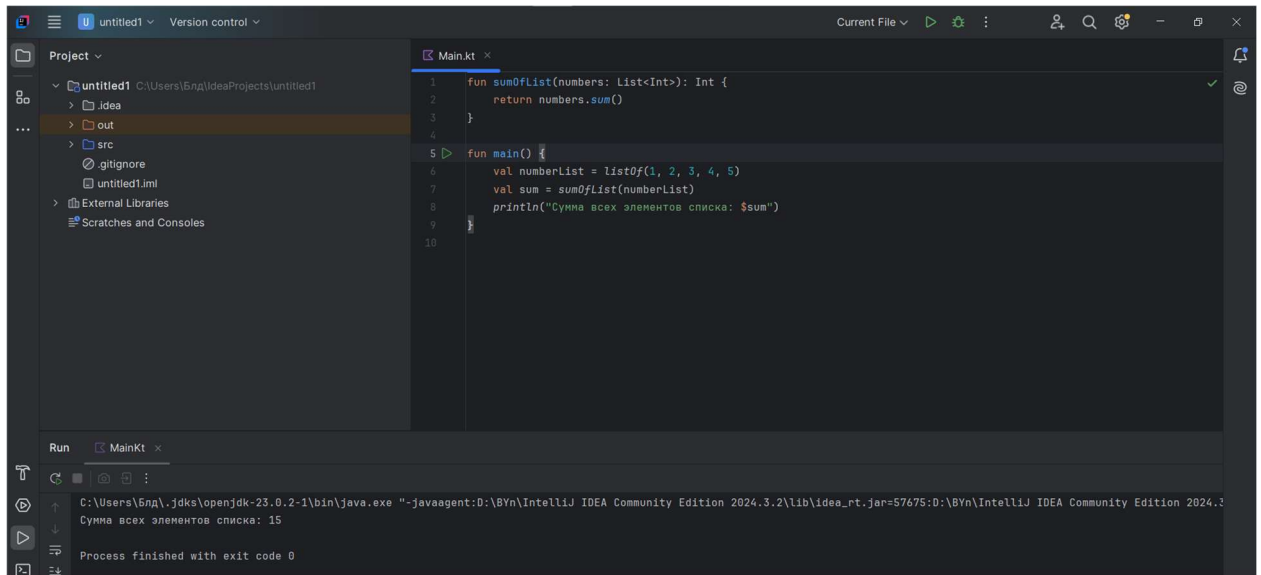 U untitled1 Version control Current File
Project
Main.kt
untitled1 C:\Users\Блд\IdeaProjects\untitled1
.idea
out
src
.gitignore
untitled1.iml
External Libraries
Scratches and Consoles
1 fun sumOfList(numbers: List<Int>): Int {
2 return numbers.sum()
3 }
4
5 fun main() {
6 val numberList = listOf(1, 2, 3, 4, 5)
7 val sum = sumOfList(numberList)
8 println("Сумма всех элементов списка: $sum")
9 }
10
Run MainKt
C:\Users\Блд\.jdks\openjdk-23.0.2-1\bin\java.exe "-javaagent:D:\BYn\IntelliJ IDEA Community Edition 2024.3.2\lib\idea_rt.jar=57675:D:\BYn\IntelliJ IDEA Community Edition 2024.3
Сумма всех элементов списка: 15
Process finished with exit code 0